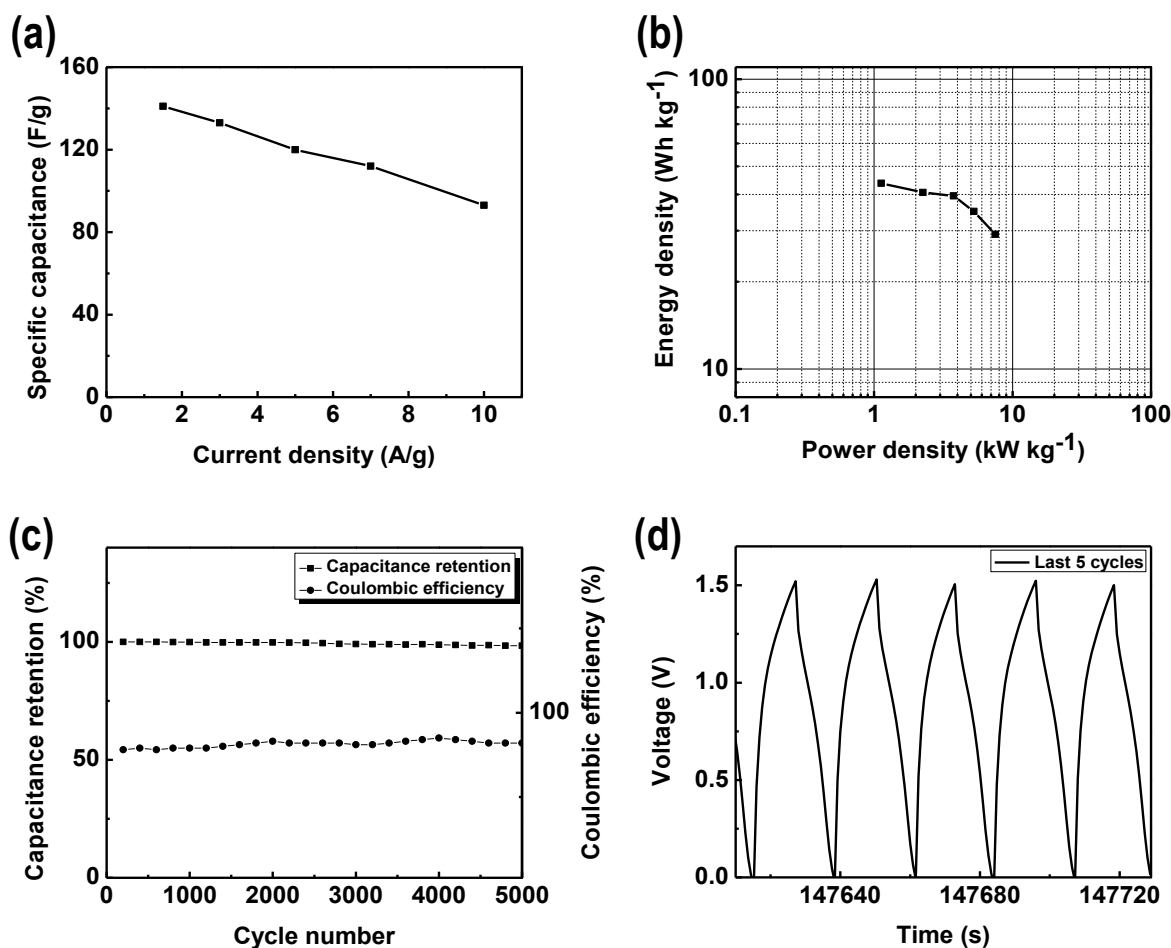 (a)
160
120
80
40
0
0
2
4
6
8
10
Specific capacitance (F/g)
Current density (A/g)
(b)
100
10
0.1
1
10
100
Energy density (Wh kg-1)
Power density (kW kg-1)
(c)
Capacitance retention
Coulombic efficiency
100
50
0
100
0
1000
2000
3000
4000
5000
Capacitance retention (%)
Coulombic efficiency (%)
Cycle number
(d)
Last 5 cycles
1.5
1.0
0.5
0.0
147640
147680
147720
Voltage (V)
Time (s)